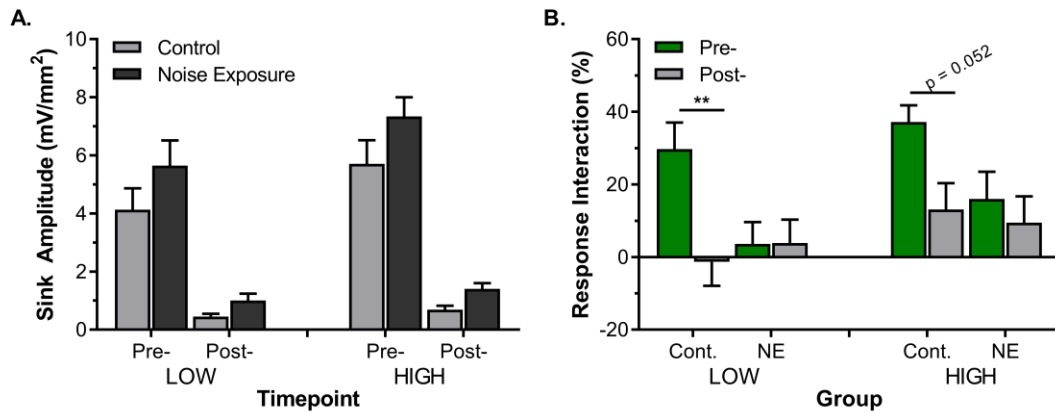 A.
Sink Amplitude (mV/mm²)
10
8
6
4
2
0
Control
Noise Exposure
Pre- Post- Pre- Post-
LOW HIGH
Timepoint
B.
Response Interaction (%)
60
40
20
0
-20
Pre-
Post-
**
p = 0.052
Cont. NE Cont. NE
LOW HIGH
Group